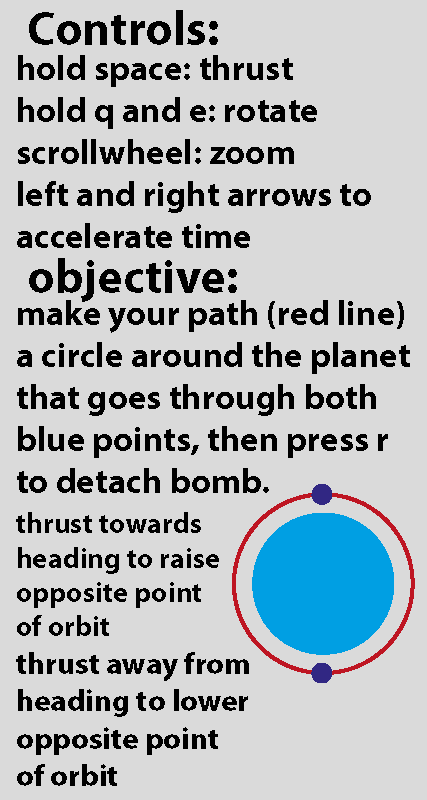 Controls:
hold space: thrust
hold q and e: rotate
scrollwheel: zoom
left and right arrows to
accelerate time
objective:
make your path (red line)
a circle around the planet
that goes through both
blue points, then press r
to detach bomb.
thrust towards
heading to raise
opposite point
of orbit
thrust away from
heading to lower
opposite point
of orbit